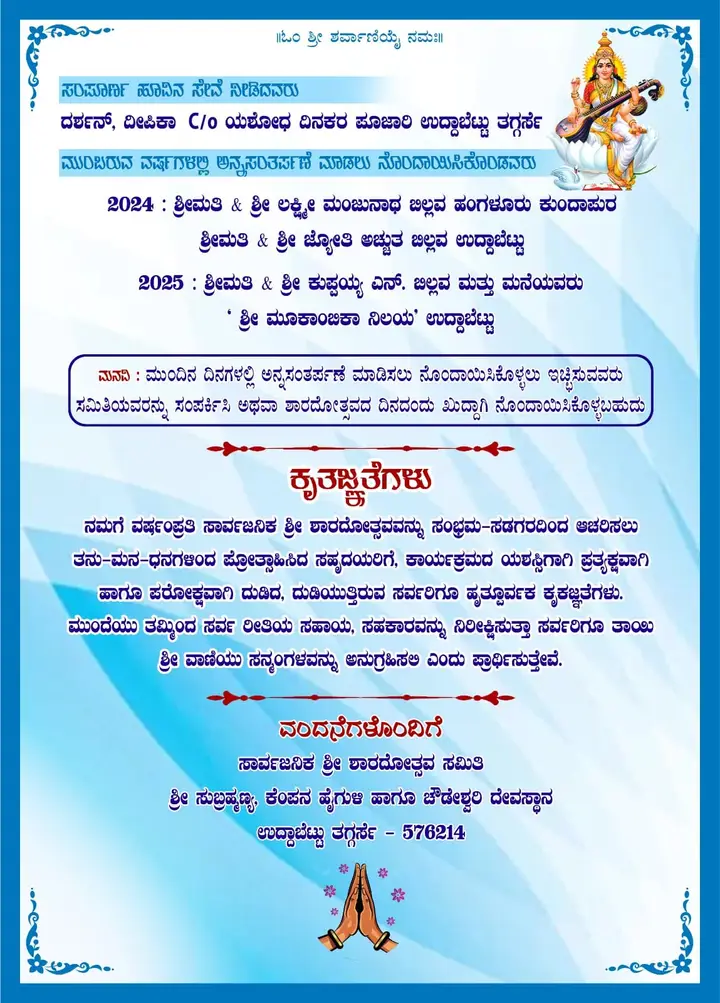 ॥ಓಂ ಶ್ರೀ ಶರ್ವಾಣಿಯೈ ನಮಃ॥
ಸಂಪೂರ್ಣ ಹೂವಿನ ಸೇವೆ ನೀಡಿದವರು
ದರ್ಶನ್, ದೀಪಿಕಾ C/o ಯಶೋಧ ದಿನಕರ ಪೂಜಾರಿ ಉದ್ದಾಬೆಟ್ಟು ತಗ್ಗರ್ಸೆ
ಮುಂಬರುವ ವರ್ಷಗಳಲ್ಲಿ ಅನ್ನಸಂತರ್ಪಣೆ ಮಾಡಲು ನೊಂದಾಯಿಸಿಕೊಂಡವರು
2024 : ಶ್ರೀಮತಿ & ಶ್ರೀ ಲಕ್ಷ್ಮೀ ಮಂಜುನಾಥ ಬಿಲ್ಲವ ಹಂಗಳೂರು ಕುಂದಾಪುರ
ಶ್ರೀಮತಿ & ಶ್ರೀ ಜ್ಯೋತಿ ಅಚ್ಚುತ ಬಿಲ್ಲವ ಉದ್ದಾಬೆಟ್ಟು
2025 : ಶ್ರೀಮತಿ & ಶ್ರೀ ಕುಪ್ಪಯ್ಯ ಎನ್. ಬಿಲ್ಲವ ಮತ್ತು ಮನೆಯವರು
‘ ಶ್ರೀ ಮೂಕಾಂಬಿಕಾ ನಿಲಯ’ ಉದ್ದಾಬೆಟ್ಟು
ಮನವಿ : ಮುಂದಿನ ದಿನಗಳಲ್ಲಿ ಅನ್ನಸಂತರ್ಪಣೆ ಮಾಡಿಸಲು ನೊಂದಾಯಿಸಿಕೊಳ್ಳಲು ಇಚ್ಛಿಸುವವರು
ಸಮಿತಿಯವರನ್ನು ಸಂಪರ್ಕಿಸಿ ಅಥವಾ ಶಾರದೋತ್ಸವದ ದಿನದಂದು ಖುದ್ದಾಗಿ ನೊಂದಾಯಿಸಿಕೊಳ್ಳಬಹುದು
ಕೃತಜ್ಞತೆಗಳು
ನಮಗೆ ವರ್ಷಂಪ್ರತಿ ಸಾರ್ವಜನಿಕ ಶ್ರೀ ಶಾರದೋತ್ಸವವನ್ನು ಸಂಭ್ರಮ-ಸಡಗರದಿಂದ ಆಚರಿಸಲು
ತನು-ಮನ-ಧನಗಳಿಂದ ಪ್ರೋತ್ಸಾಹಿಸಿದ ಸಹೃದಯರಿಗೆ, ಕಾರ್ಯಕ್ರಮದ ಯಶಸ್ಸಿಗಾಗಿ ಪ್ರತ್ಯಕ್ಷವಾಗಿ
ಹಾಗೂ ಪರೋಕ್ಷವಾಗಿ ದುಡಿದ, ದುಡಿಯುತ್ತಿರುವ ಸರ್ವರಿಗೂ ಹೃತ್ಪೂರ್ವಕ ಕೃಕಜ್ಞತೆಗಳು.
ಮುಂದೆಯು ತಮ್ಮಿಂದ ಸರ್ವ ರೀತಿಯ ಸಹಾಯ, ಸಹಕಾರವನ್ನು ನಿರೀಕ್ಷಿಸುತ್ತಾ ಸರ್ವರಿಗೂ ತಾಯಿ
ಶ್ರೀ ವಾಣಿಯು ಸನ್ಮಂಗಳವನ್ನು ಅನುಗ್ರಹಿಸಲಿ ಎಂದು ಪ್ರಾರ್ಥಿಸುತ್ತೇವೆ.
ವಂದನೆಗಳೊಂದಿಗೆ
ಸಾರ್ವಜನಿಕ ಶ್ರೀ ಶಾರದೋತ್ಸವ ಸಮಿತಿ
ಶ್ರೀ ಸುಬ್ರಹ್ಮಣ್ಯ, ಕೆಂಪನ ಹೈಗುಳಿ ಹಾಗೂ ಚೌಡೇಶ್ವರಿ ದೇವಸ್ಥಾನ
ಉದ್ದಾಬೆಟ್ಟು ತಗ್ಗರ್ಸೆ - 576214